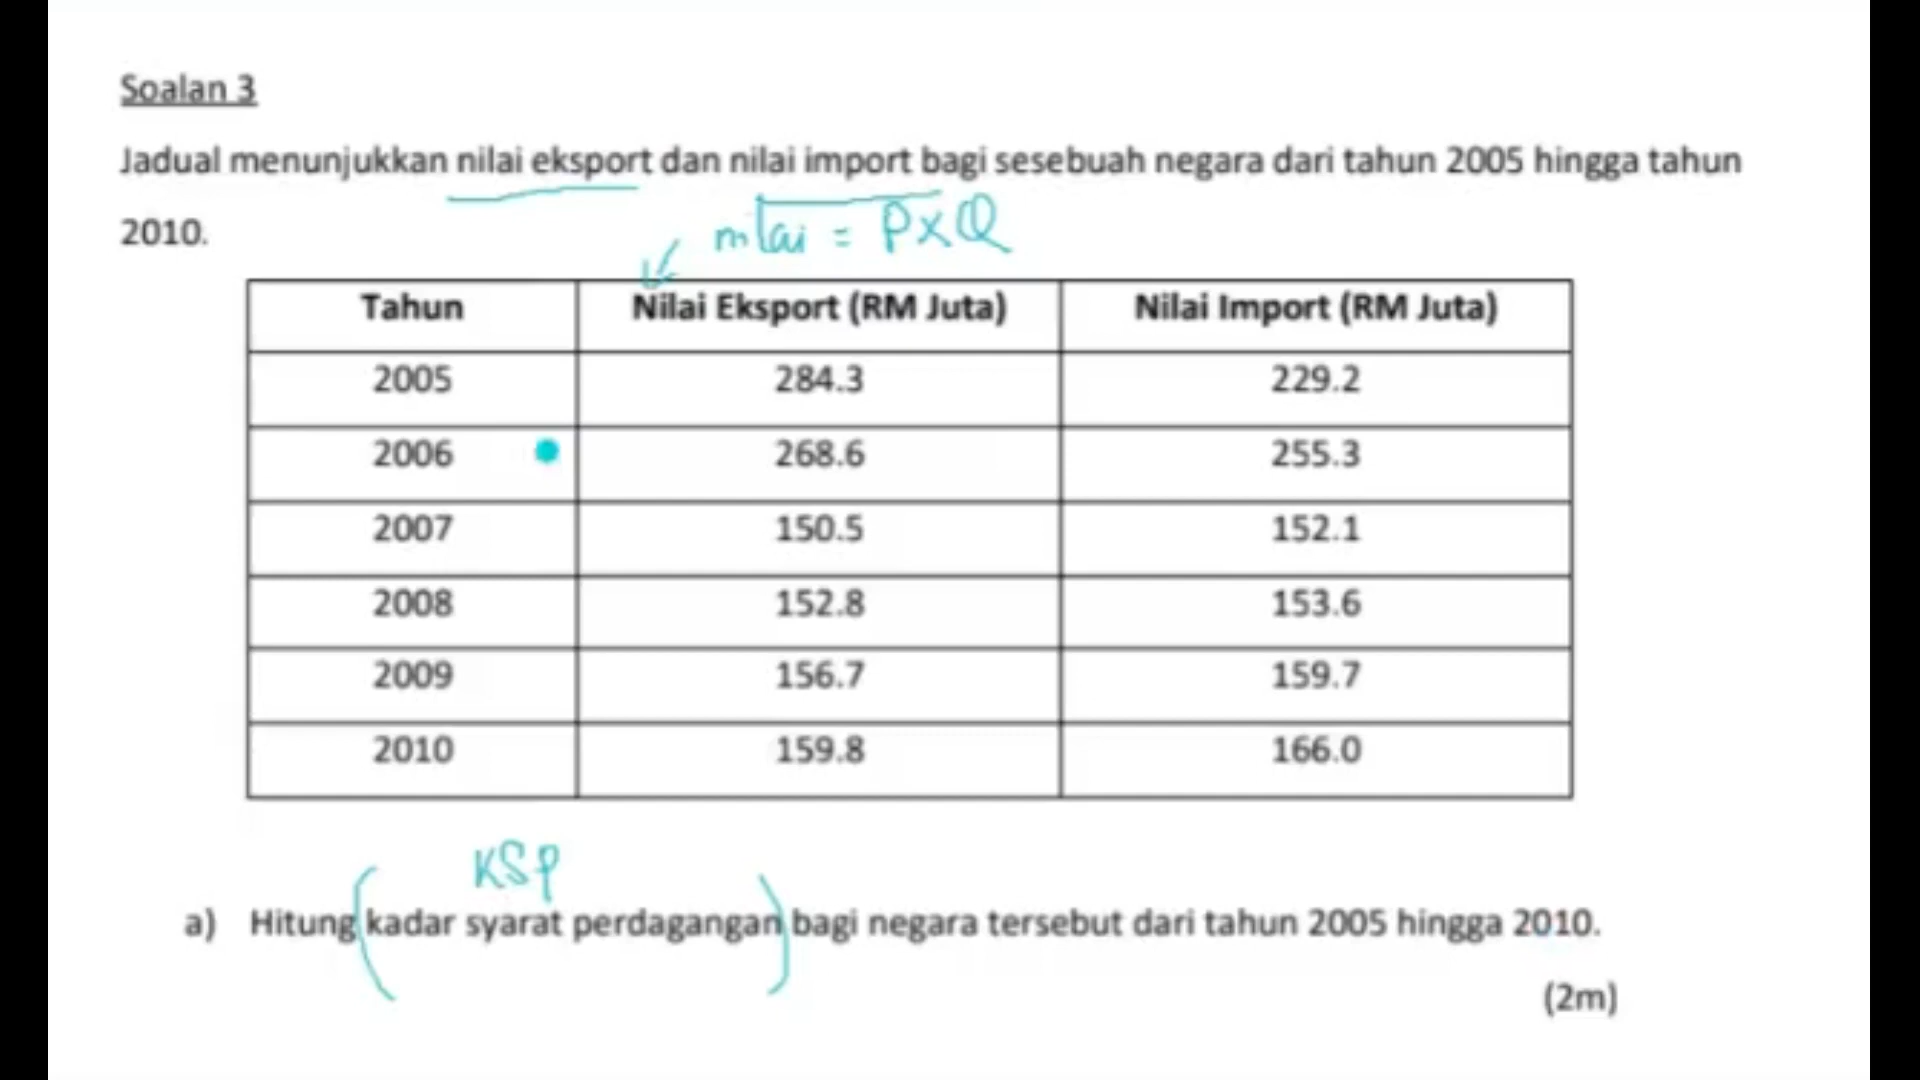 Soalan 3
Jadual menunjukkan nilai eksport dan nilai import bagi sesebuah negara dari tahun 2005 hingga tahun
2010.
nilai = P×Q
Tahun Nilai Eksport (RM Juta) Nilai Import (RM Juta)
2005 284.3 229.2
2006 268.6 255.3
2007 150.5 152.1
2008 152.8 153.6
2009 156.7 159.7
2010 159.8 166.0
KSP
a) Hitung (kadar syarat perdagangan) bagi negara tersebut dari tahun 2005 hingga 2010.
(2m)